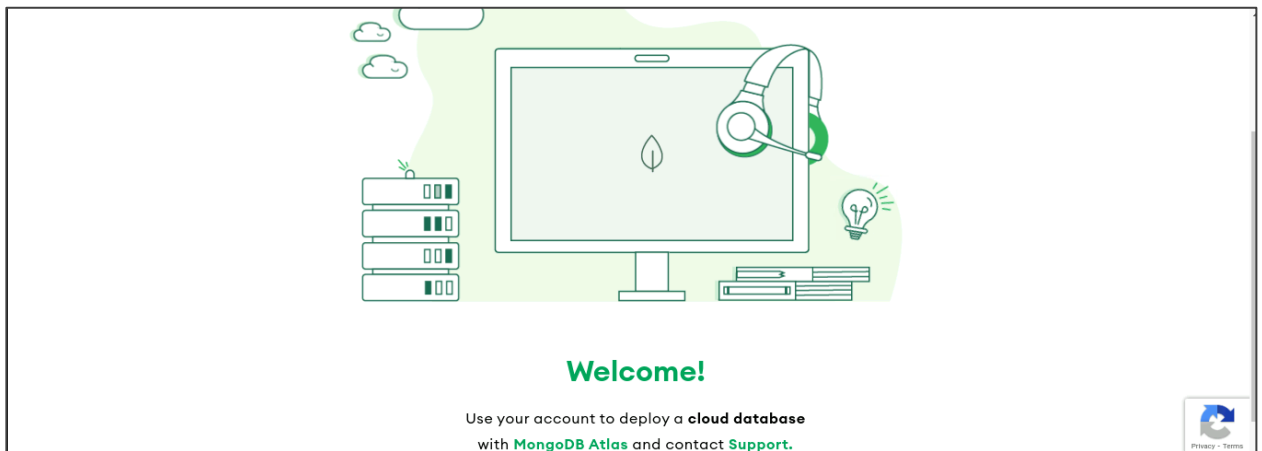 Welcome!
Use your account to deploy a cloud database
with MongoDB Atlas and contact Support.
Privacy - Terms